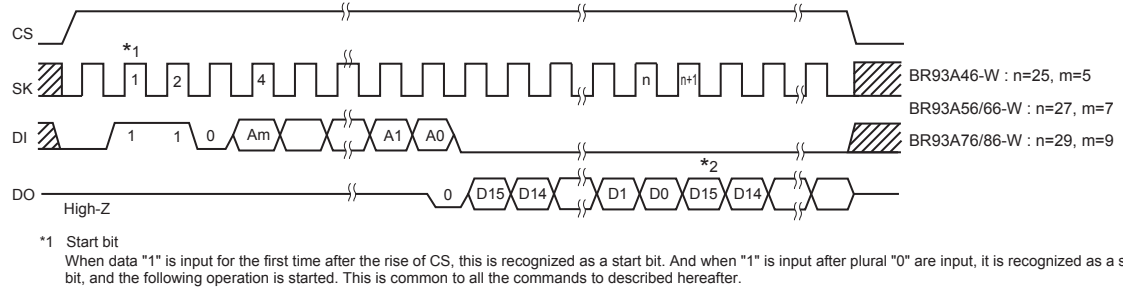 CS
*1
SK 1 2 4 n n+1
BR93A46-W : n=25, m=5
BR93A56/66-W : n=27, m=7
DI 1 1 0 Am A1 A0
BR93A76/86-W : n=29, m=9
*2
DO 0 D15 D14 D1 D0 D15 D14
High-Z
*1 Start bit
When data "1" is input for the first time after the rise of CS, this is recognized as a start bit. And when "1" is input after plural "0" are input, it is recognized as a
bit, and the following operation is started. This is common to all the commands to described hereafter.